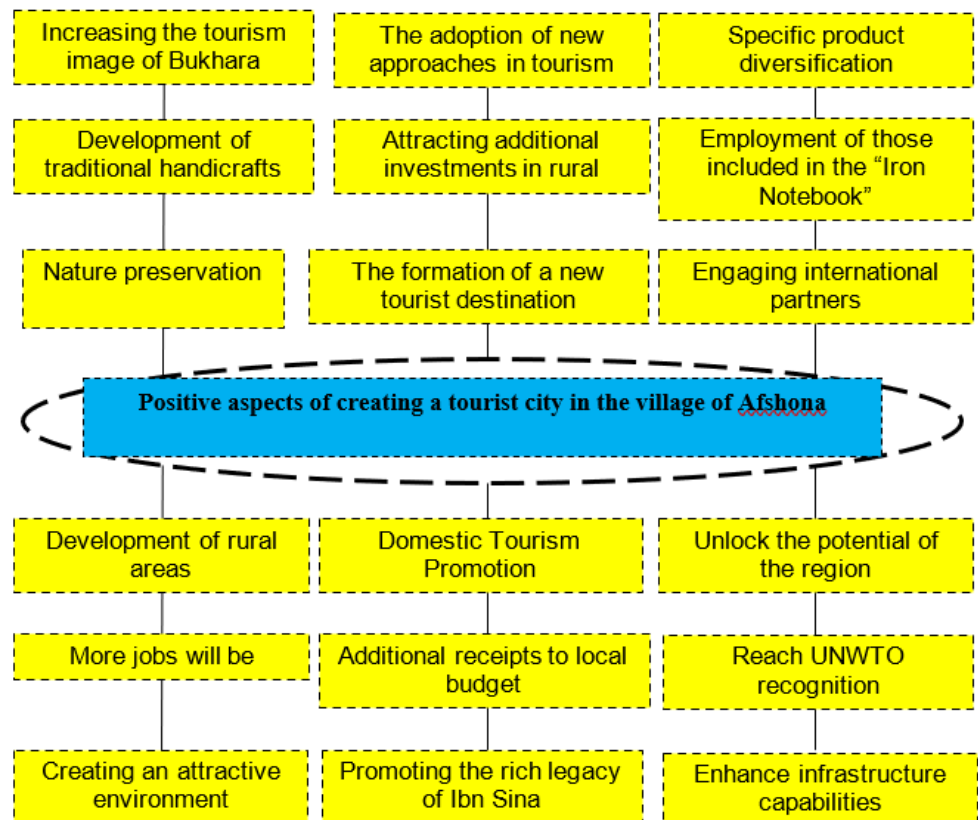 Increasing the tourism
image of Bukhara
The adoption of new
approaches in tourism
Specific product
diversification
Development of
traditional handicrafts
Attracting additional
investments in rural
Employment of those
included in the “Iron
Notebook”
Nature preservation
The formation of a new
tourist destination
Engaging international
partners
Positive aspects of creating a tourist city in the village of Afshona
Development of rural
areas
Domestic Tourism
Promotion
Unlock the potential of
the region
More jobs will be
Additional receipts to local
budget
Reach UNWTO
recognition
Creating an attractive
environment
Promoting the rich legacy
of Ibn Sina
Enhance infrastructure
capabilities